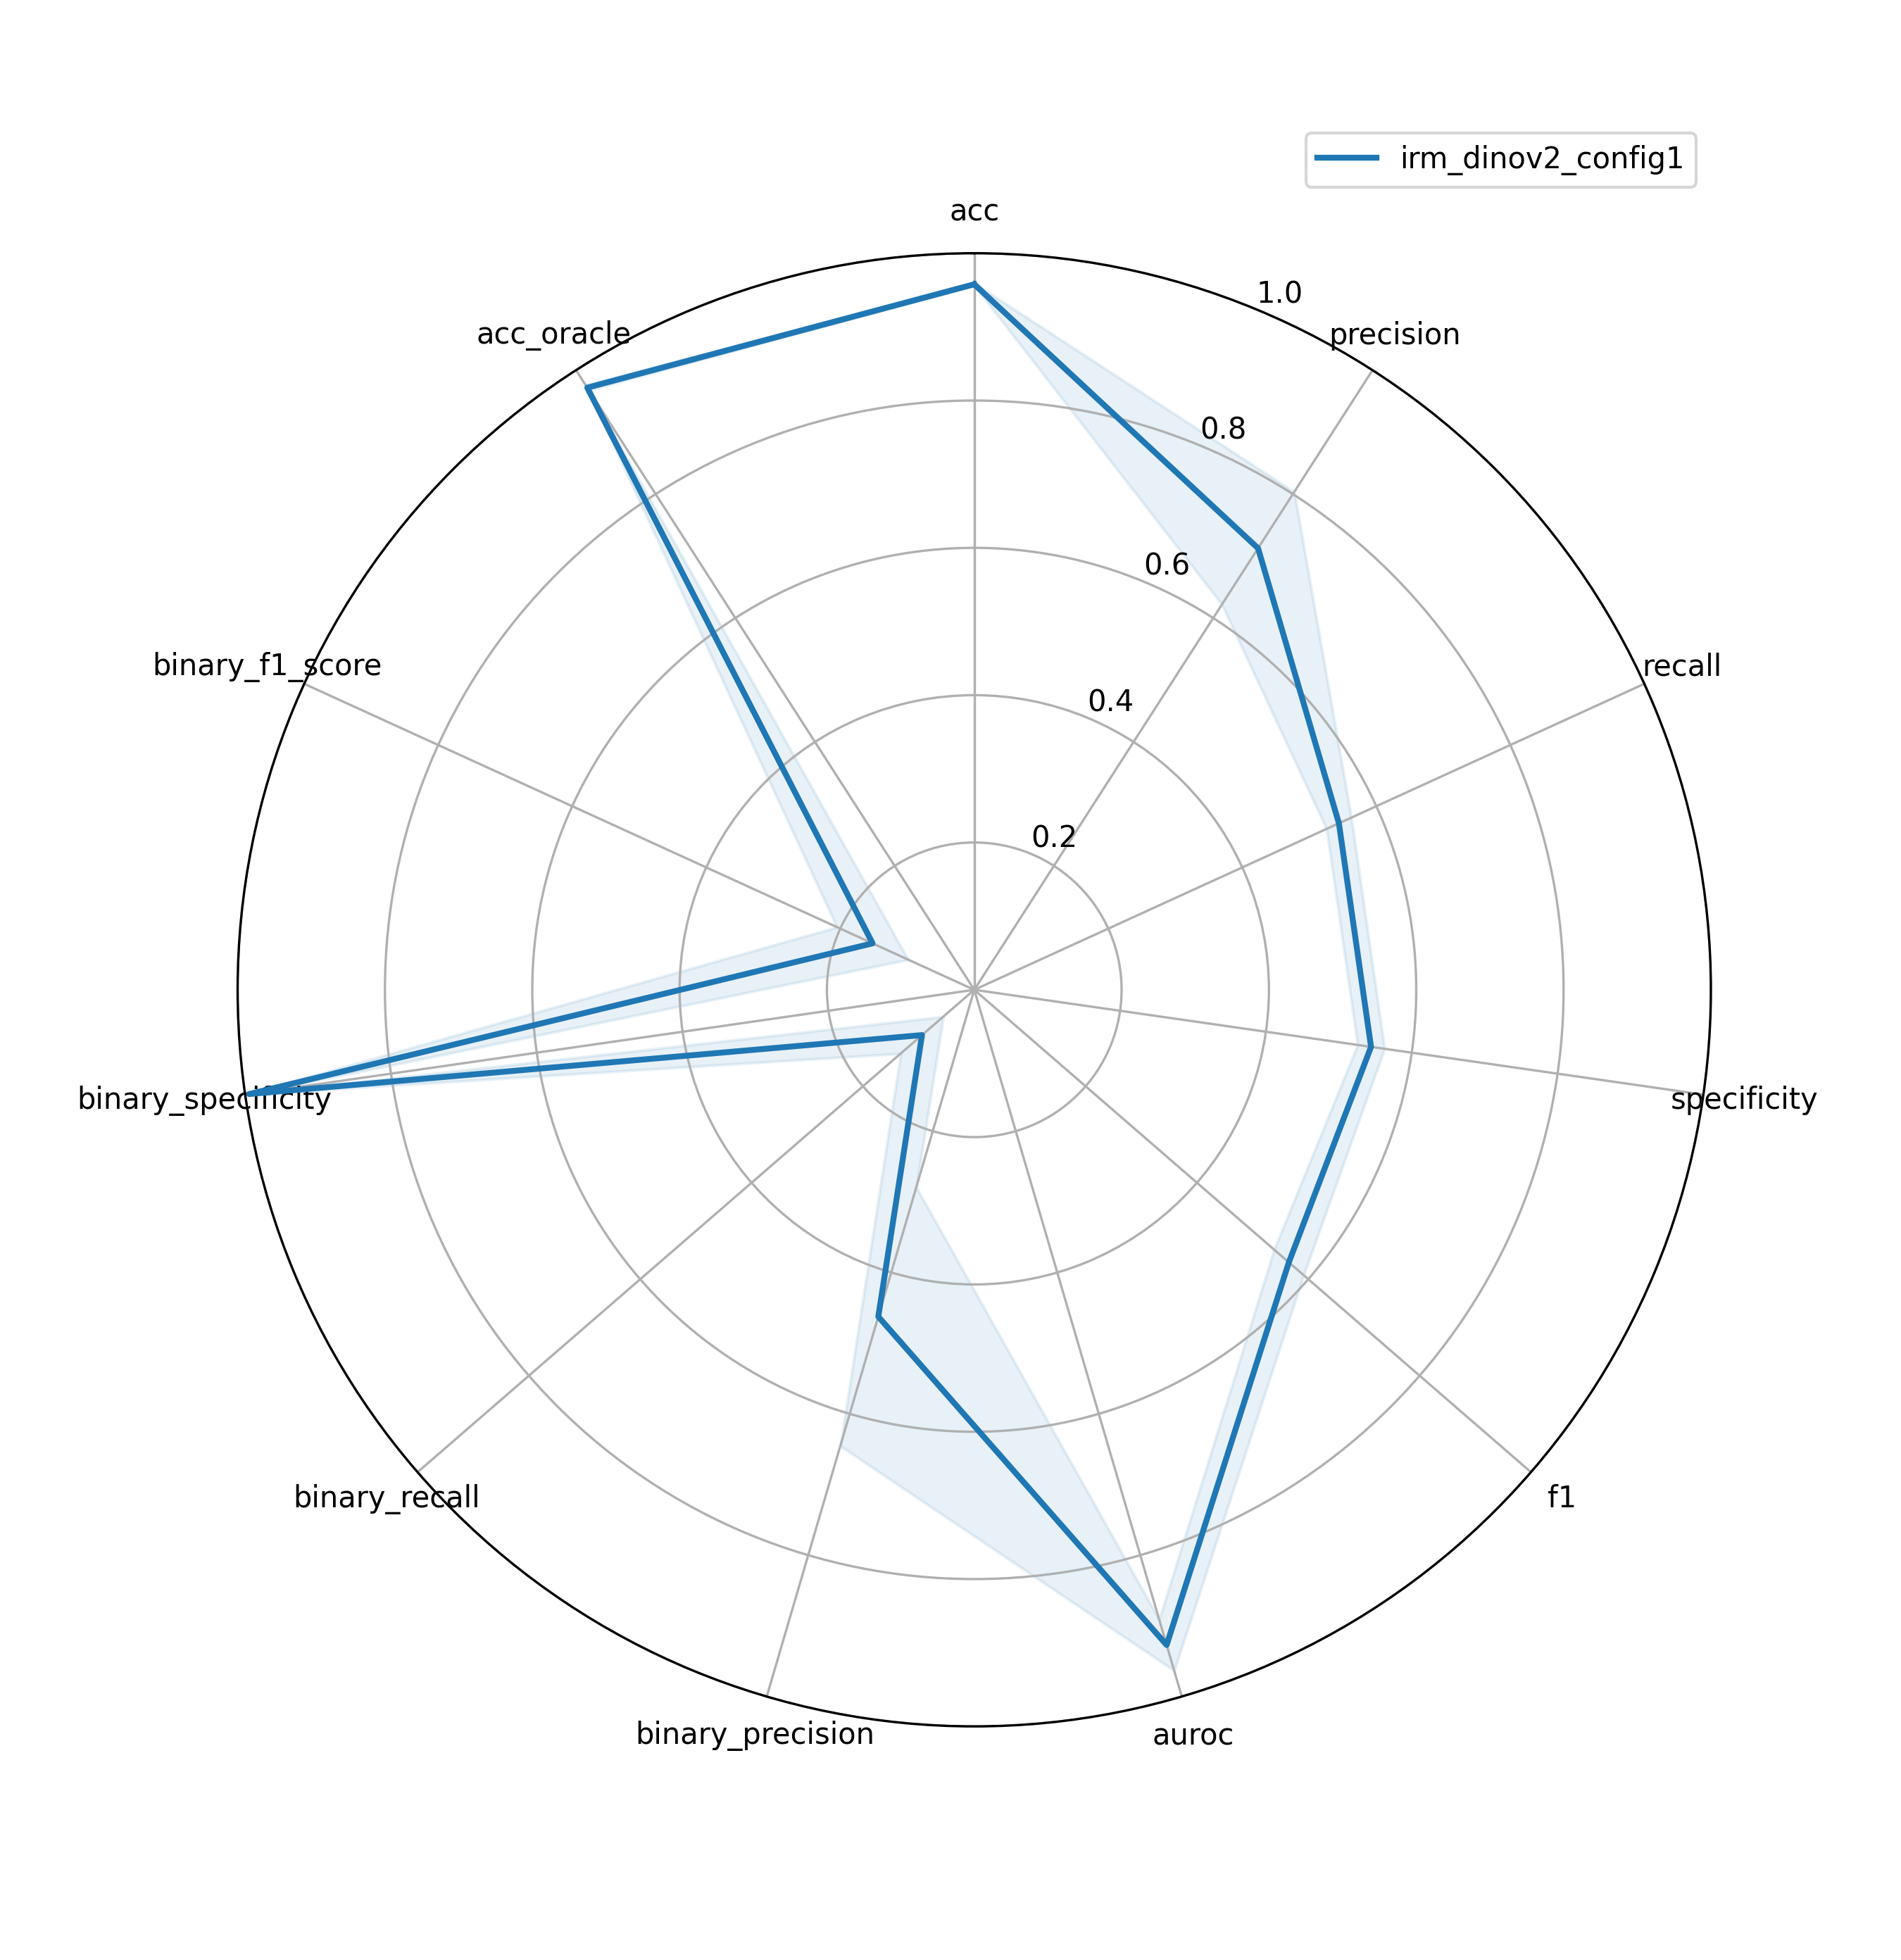 irm_dinov2_config1
acc
1.0
precision
acc_oracle
0.8
0.6
recall
binary_f1_score
0.4
0.2
binary_specificity
specificity
binary_recall
f1
binary_precision
auroc